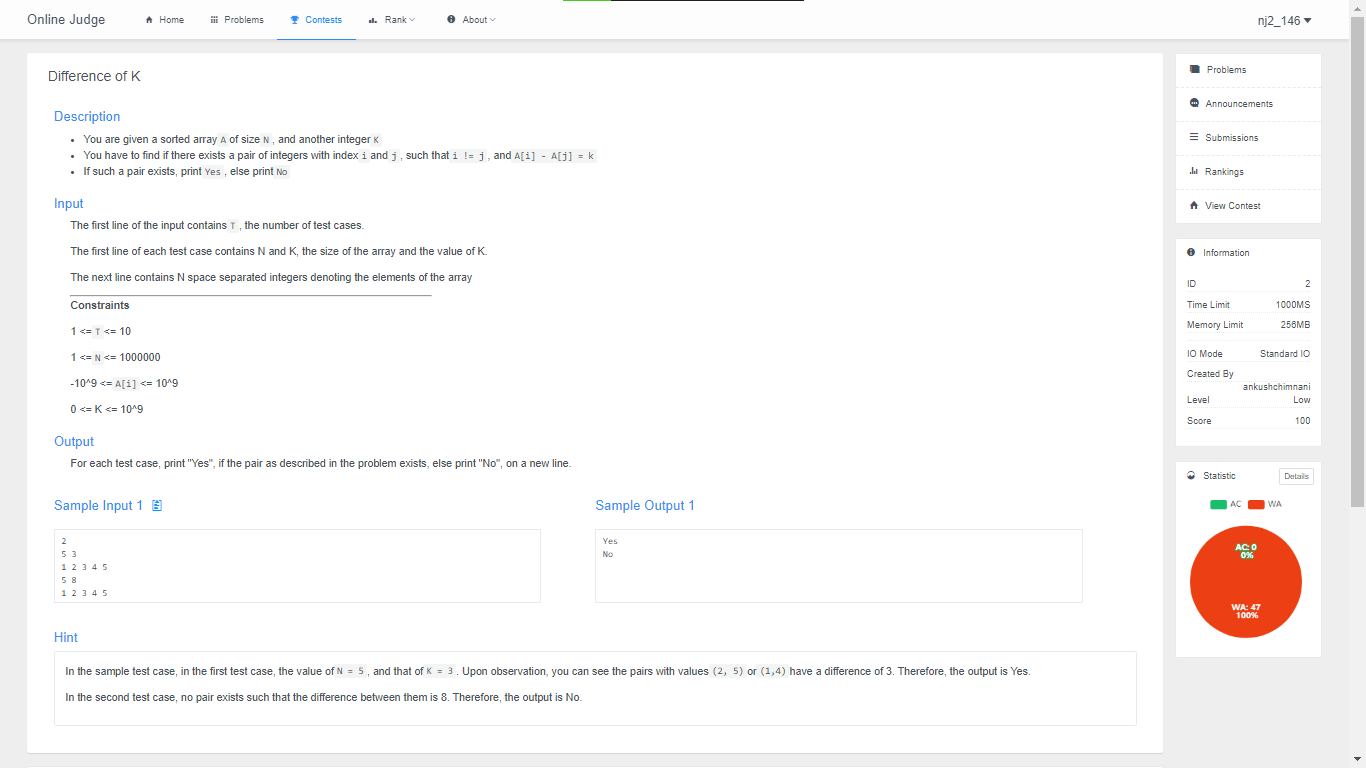 Online Judge
Home
Problems
Contests
Rank
About
nj2_146
Difference of K
Description
You are given a sorted array A of size N , and another integer K
You have to find if there exists a pair of integers with index i and j , such that i != j , and A[i] - A[j] = k
If such a pair exists, print Yes , else print No
Input
The first line of the input contains T , the number of test cases.
The first line of each test case contains N and K, the size of the array and the value of K.
The next line contains N space separated integers denoting the elements of the array
Constraints
1 <= T <= 10
1 <= N <= 1000000
-10^9 <= A[i] <= 10^9
0 <= K <= 10^9
Output
For each test case, print "Yes", if the pair as described in the problem exists, else print "No", on a new line.
Sample Input 1
2
5 3
1 2 3 4 5
5 8
1 2 3 4 5
Sample Output 1
Yes
No
Hint
In the sample test case, in the first test case, the value of N = 5 , and that of K = 3 . Upon observation, you can see the pairs with values (2, 5) or (1,4) have a difference of 3. Therefore, the output is Yes.
In the second test case, no pair exists such that the difference between them is 8. Therefore, the output is No.
Problems
Announcements
Submissions
Rankings
View Contest
Information
ID 2
Time Limit 1000MS
Memory Limit 256MB
IO Mode Standard IO
Created By
ankushchimnani
Level Low
Score 100
Statistic Details
AC WA
AC: 0
0%
WA: 47
100%